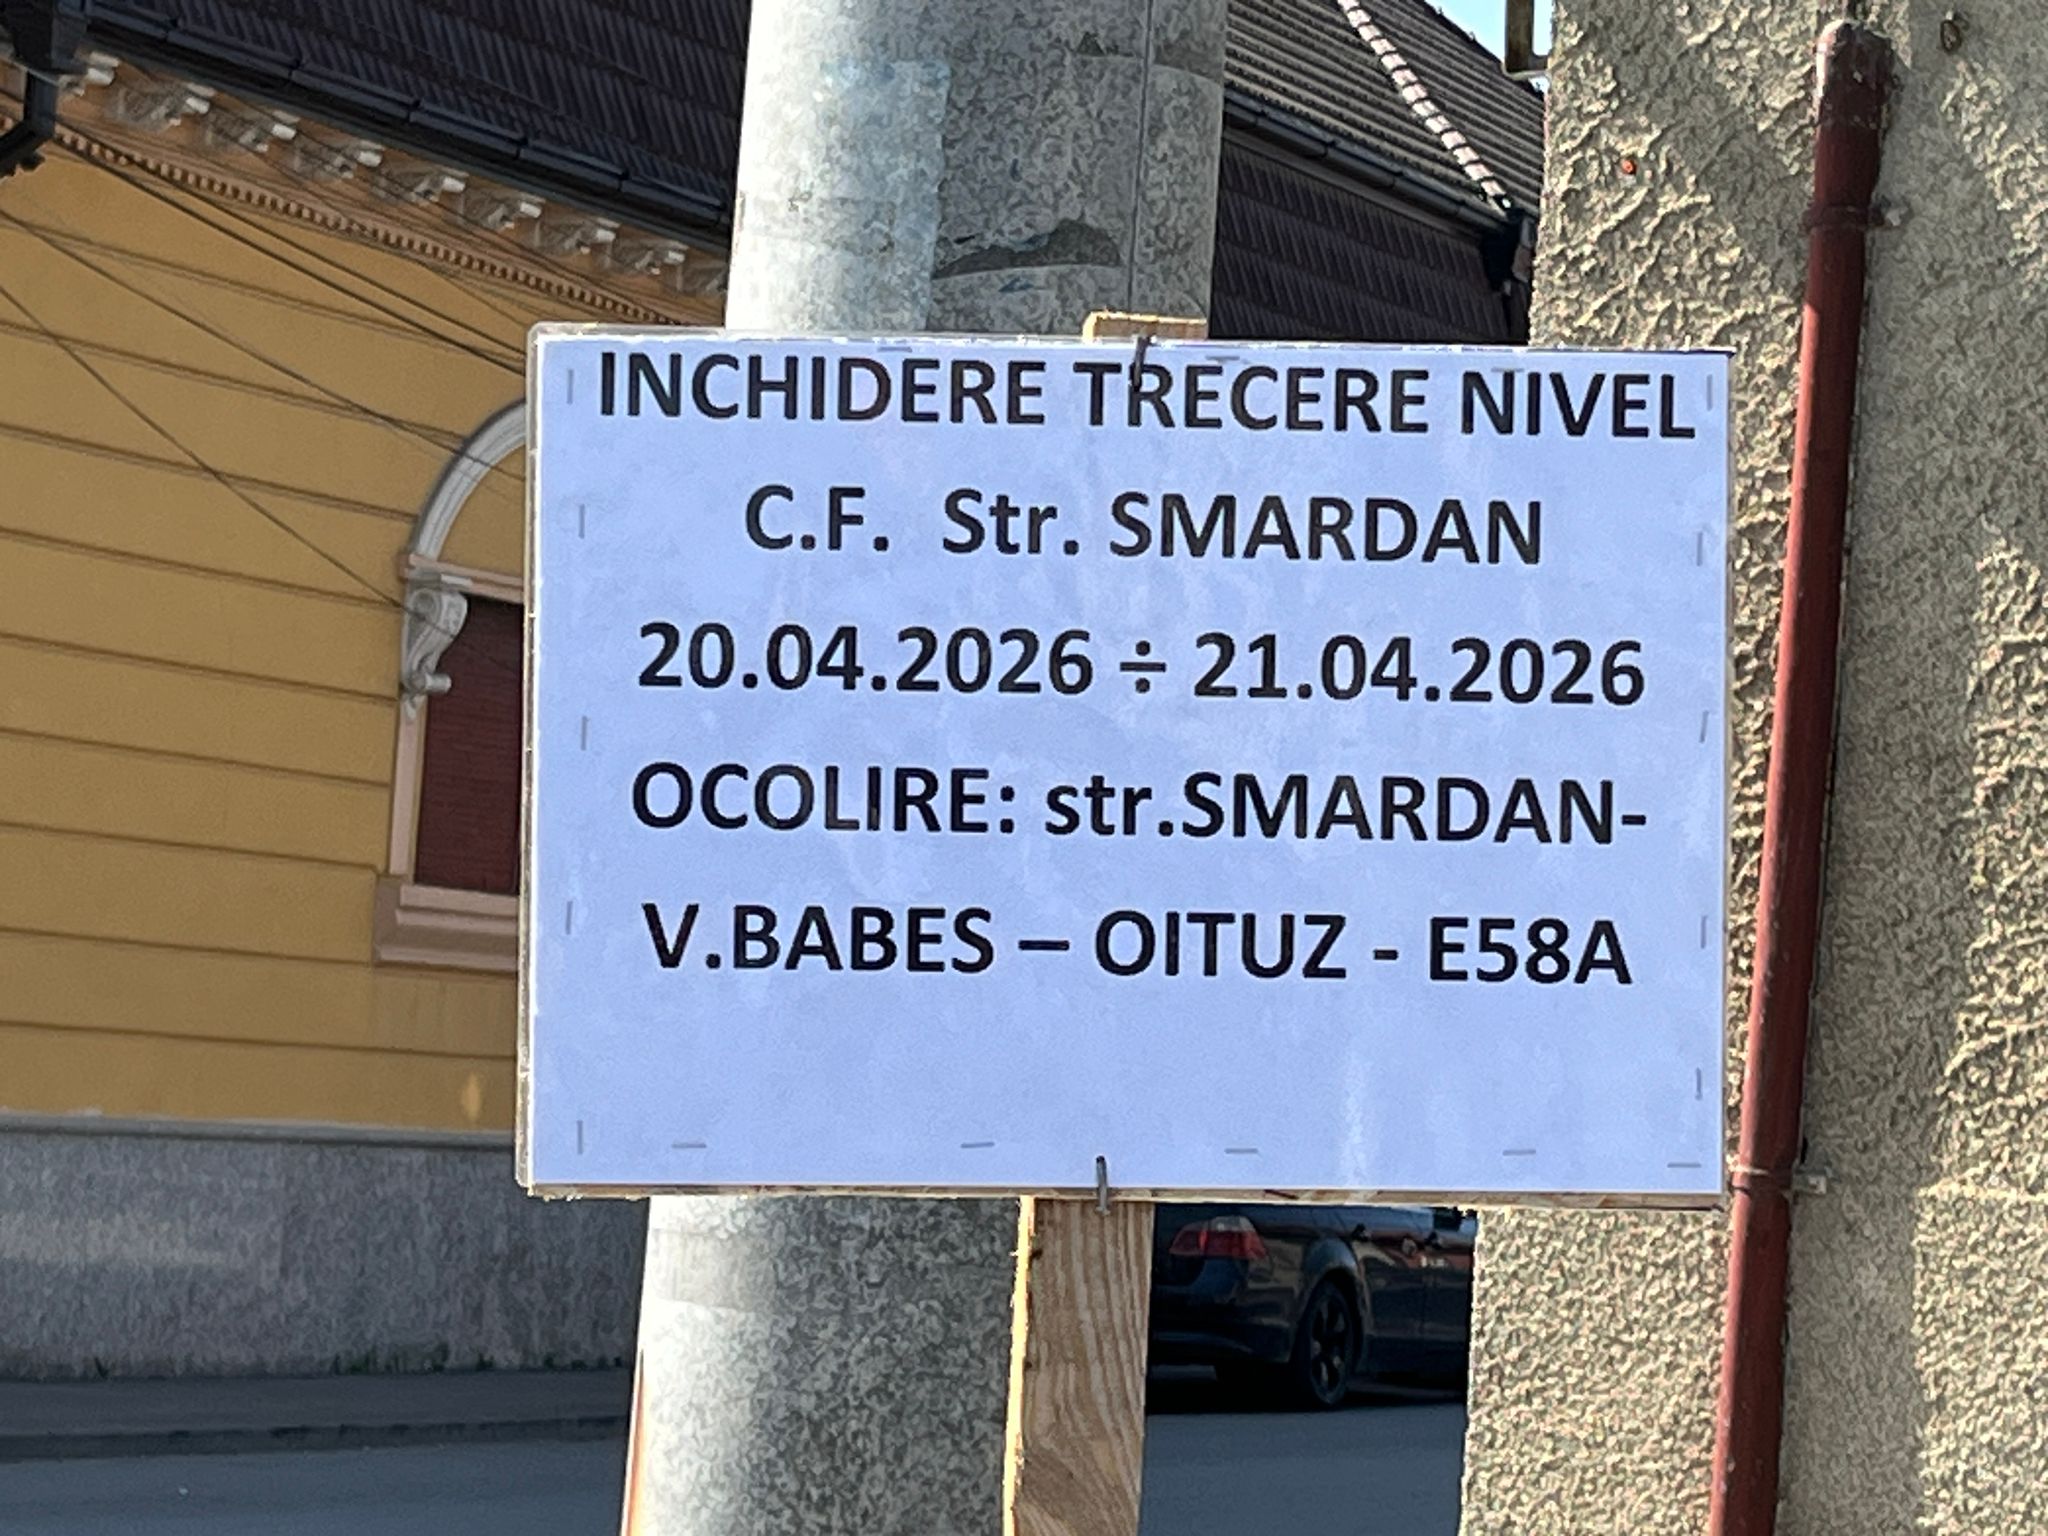 INCHIDERE TRECERE NIVEL
C.F. Str. SMARDAN
20.04.2026 ÷ 21.04.2026
OCOLIRE: str.SMARDAN-
V.BABES – OITUZ - E58A